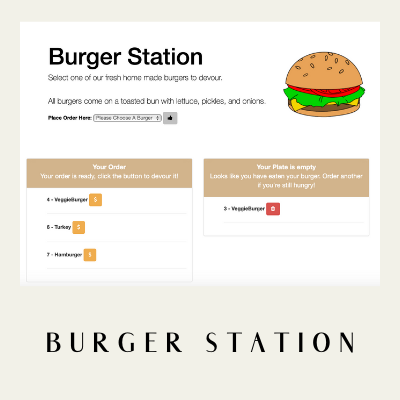 Burger Station
Select one of our fresh home made burgers to devour.
All burgers come on a toasted bun with lettuce, pickles, and onions.
Place Order Here: Please Choose A Burger
Your Order
Your order is ready, click the button to devour it!
4 - VeggieBurger
6 - Turkey
7 - Hamburger
Your Plate is empty
Looks like you have eaten your burger. Order another
if you're still hungry!
3 - VeggieBurger
BURGER STATION